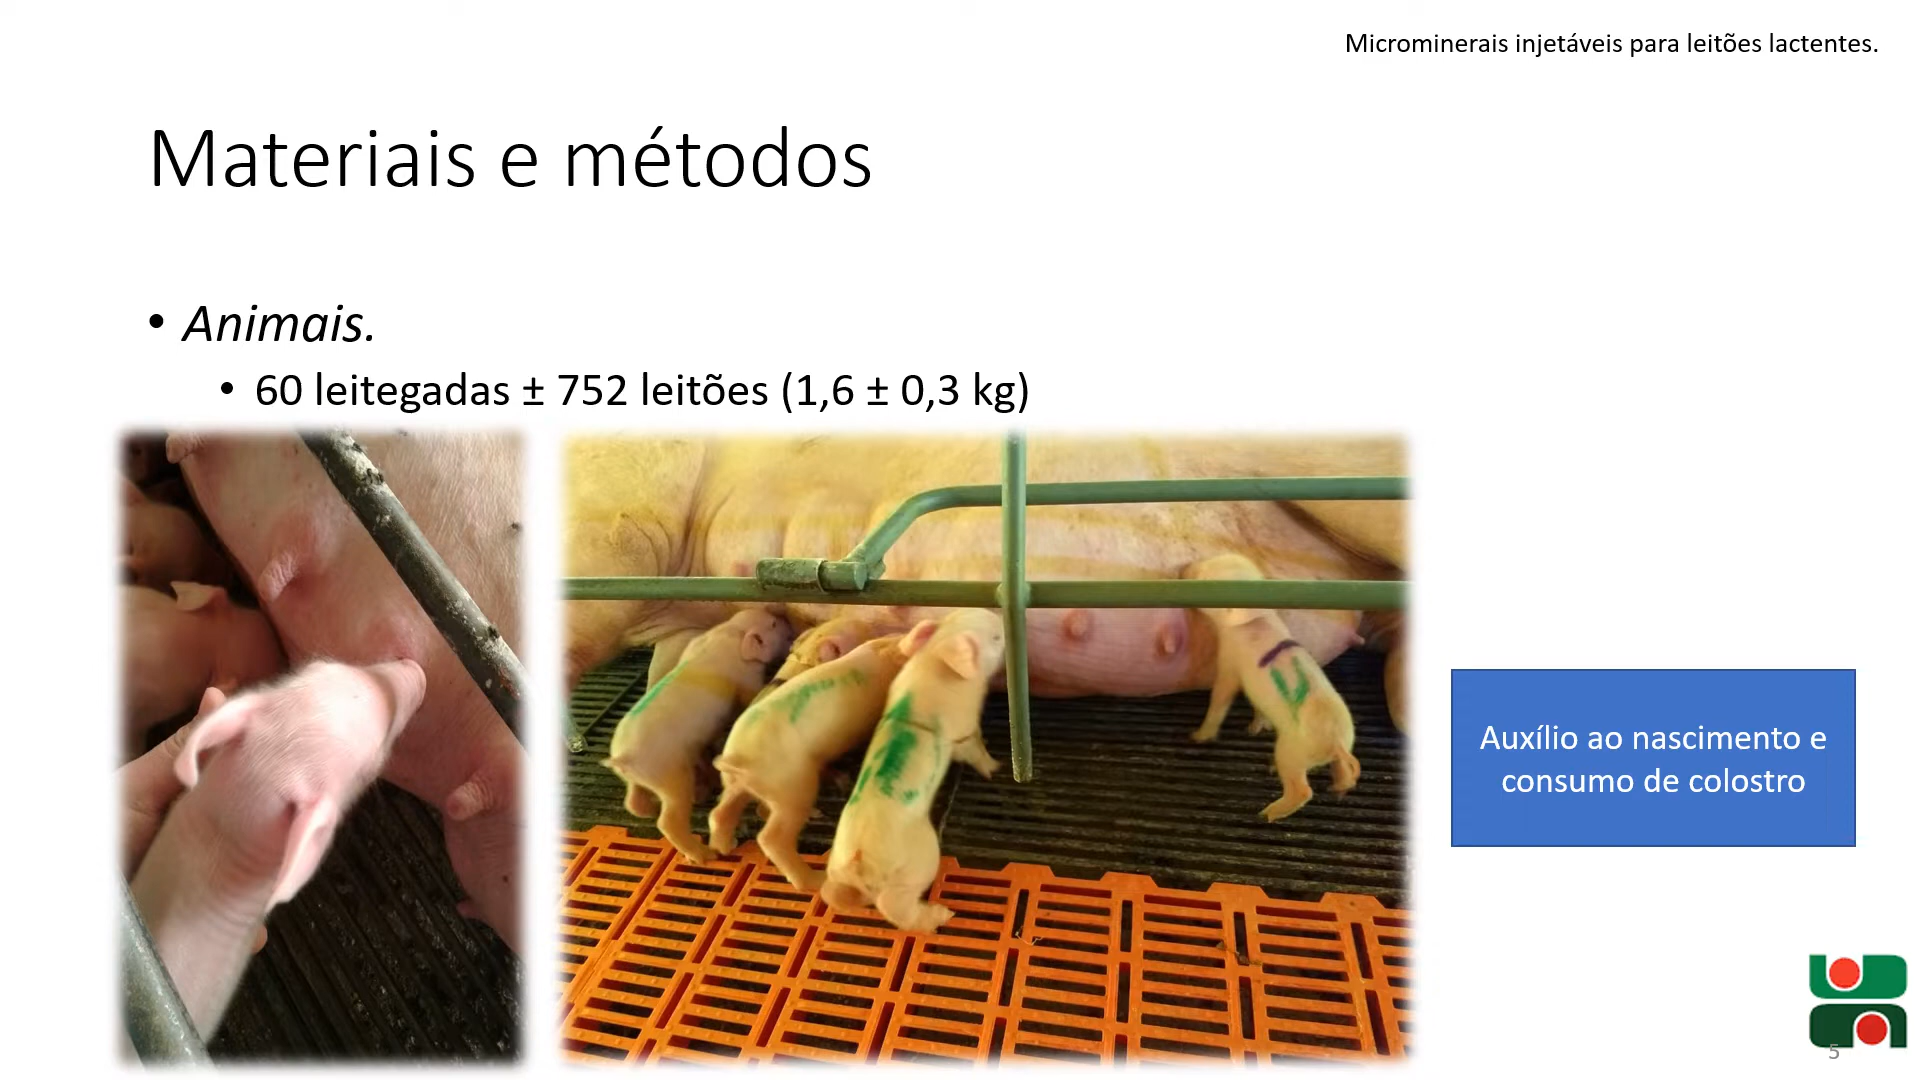 Microminerais injetáveis para leitões lactentes.
Materiais e métodos
• Animais.
• 60 leitegadas ± 752 leitões (1,6 ± 0,3 kg)
Auxílio ao nascimento e
consumo de colostro
5